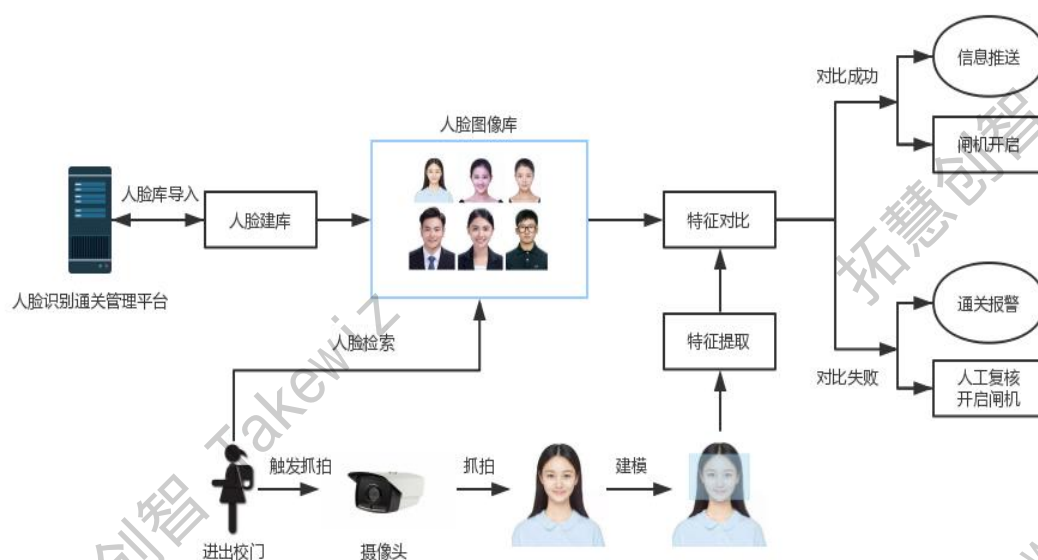 信息推送
对比成功
人脸图像库
闸机开启
人脸库导入
人脸建库
特征对比
人脸识别通关管理平台
通关报警
人脸检索
特征提取
对比失败
人工复核
开启闸机
触发抓拍
抓拍
建模
进出校门
摄像头
拓慧创智
创智 Takewiz